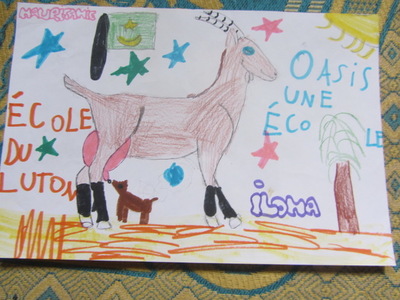 MAURITANIE
OASIS
UNE
ÉCOLE
ÉCOLE
DU
LUTON
ILONA